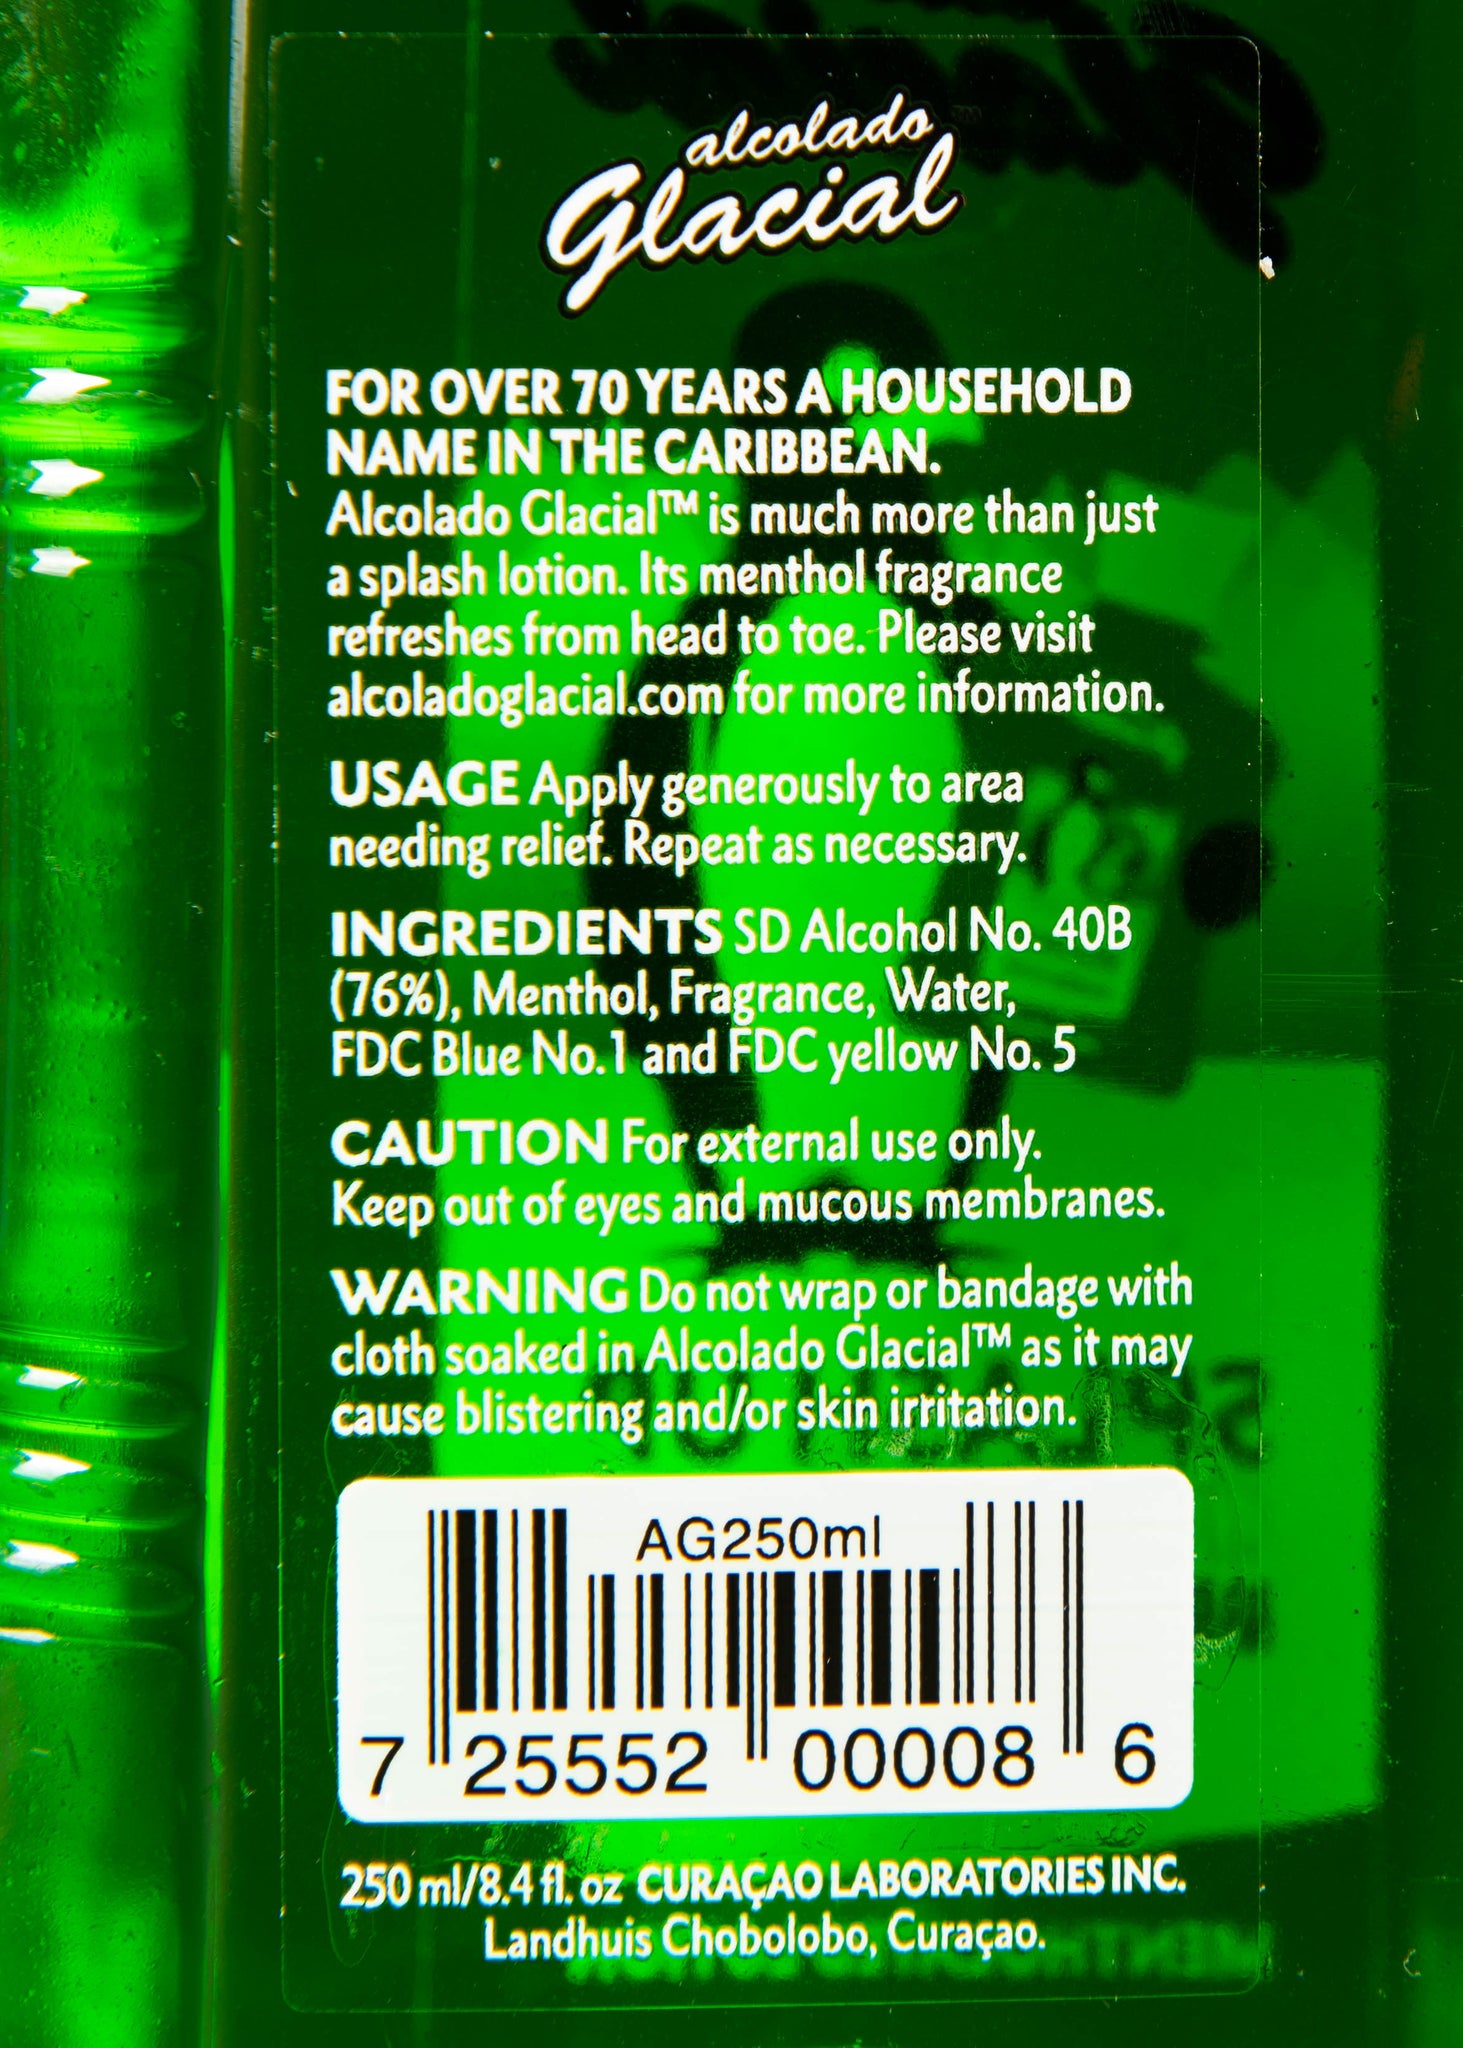 alcolado
Glacial
FOR OVER 70 YEARS A HOUSEHOLD
NAME IN THE CARIBBEAN.
Alcolado Glacial™ is much more than just
a splash lotion. Its menthol fragrance
refreshes from head to toe. Please visit
alcoladoglacial.com for more information.
USAGE Apply generously to area
needing relief. Repeat as necessary.
INGREDIENTS SD Alcohol No. 40B
(76%), Menthol, Fragrance, Water,
FDC Blue No.1 and FDC yellow No. 5
CAUTION For external use only.
Keep out of eyes and mucous membranes.
WARNING Do not wrap or bandage with
cloth soaked in Alcolado Glacial™ as it may
cause blistering and/or skin irritation.
AG250ml
7 25552 00008 6
250 ml/8.4 fl. oz CURAÇAO LABORATORIES INC.
Landhuis Chobolobo, Curaçao.